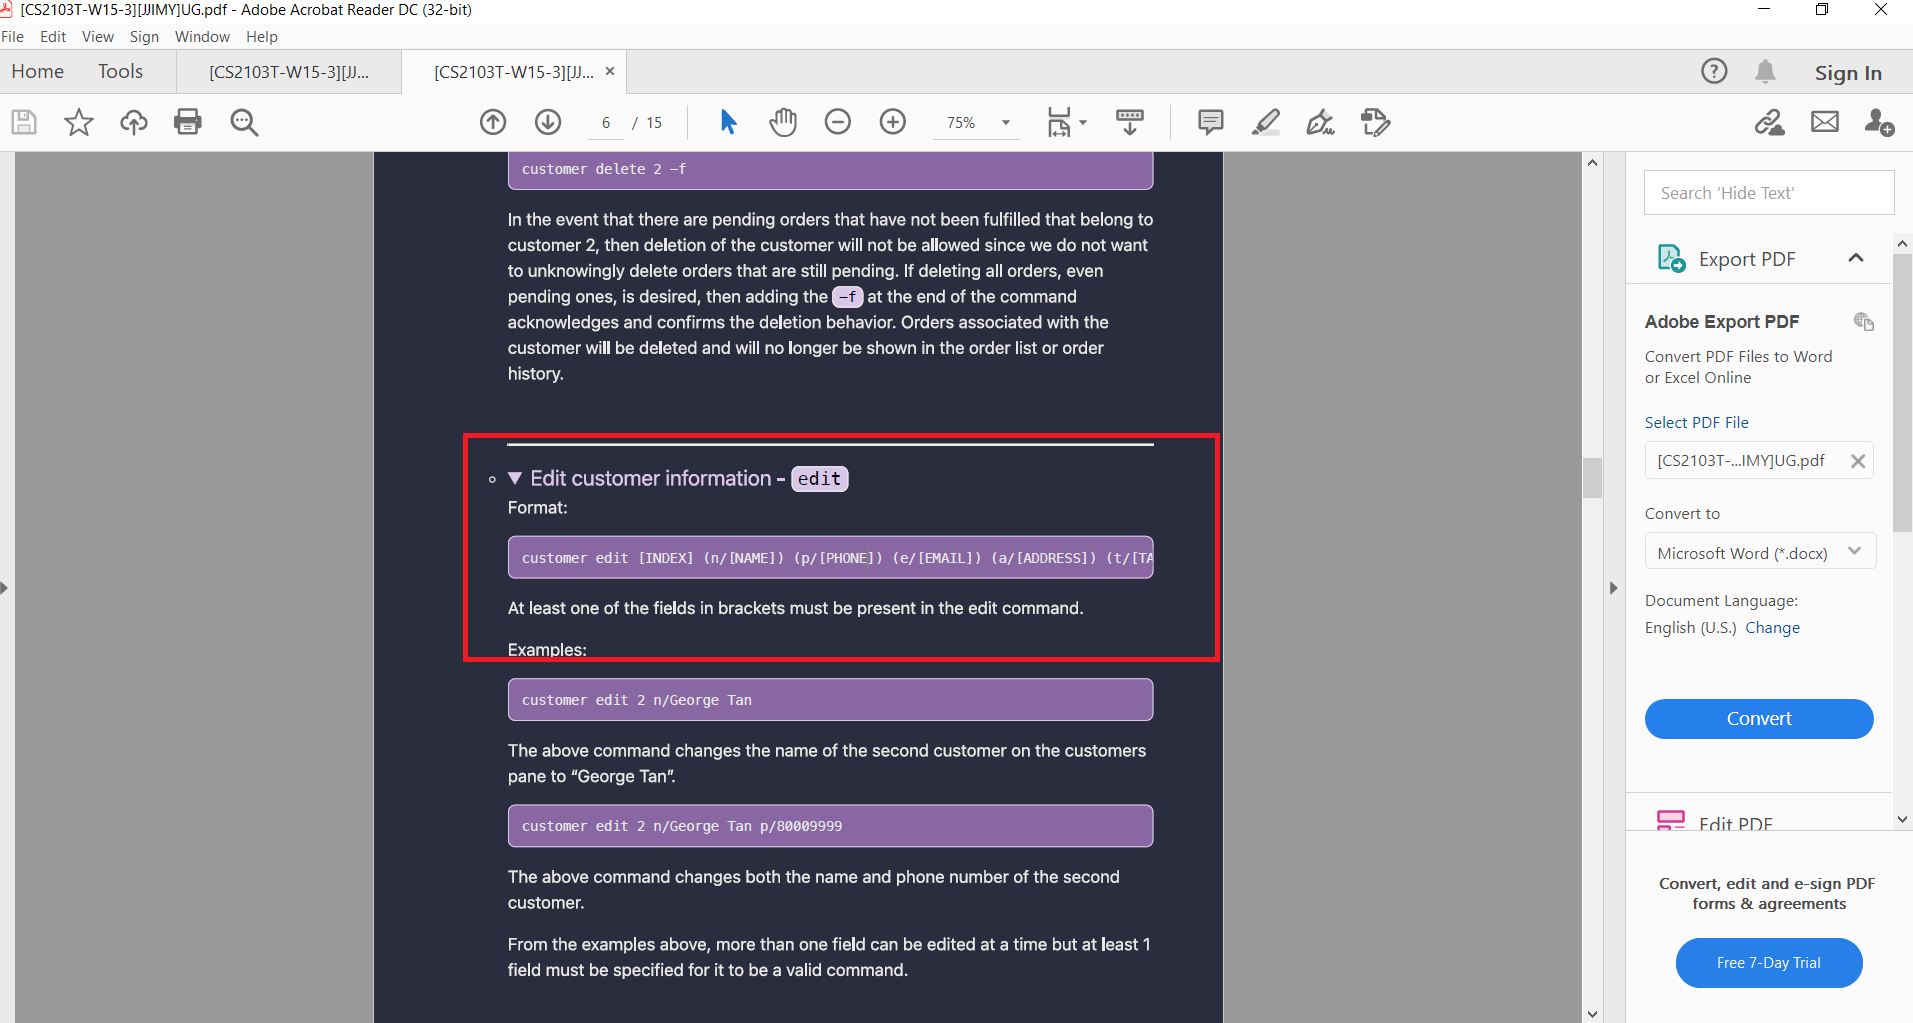 [CS2103T-W15-3][JJIMY]UG.pdf - Adobe Acrobat Reader DC (32-bit)
File Edit View Sign Window Help
Home Tools [CS2103T-W15-3][JJ... [CS2103T-W15-3][JJ... × Sign In
6 / 15 75%
customer delete 2 -f
In the event that there are pending orders that have not been fulfilled that belong to
customer 2, then deletion of the customer will not be allowed since we do not want
to unknowingly delete orders that are still pending. If deleting all orders, even
pending ones, is desired, then adding the -f at the end of the command
acknowledges and confirms the deletion behavior. Orders associated with the
customer will be deleted and will no longer be shown in the order list or order
history.
▼ Edit customer information - edit
Format:
customer edit [INDEX] (n/[NAME]) (p/[PHONE]) (e/[EMAIL]) (a/[ADDRESS]) (t/[TA
At least one of the fields in brackets must be present in the edit command.
Examples:
customer edit 2 n/George Tan
The above command changes the name of the second customer on the customers
pane to “George Tan”.
customer edit 2 n/George Tan p/80009999
The above command changes both the name and phone number of the second
customer.
From the examples above, more than one field can be edited at a time but at least 1
field must be specified for it to be a valid command.
Search 'Hide Text'
Export PDF
Adobe Export PDF
Convert PDF Files to Word
or Excel Online
Select PDF File
[CS2103T-...IMY]UG.pdf
Convert to
Microsoft Word (*.docx)
Document Language:
English (U.S.) Change
Convert
Edit PDF
Convert, edit and e-sign PDF
forms & agreements
Free 7-Day Trial